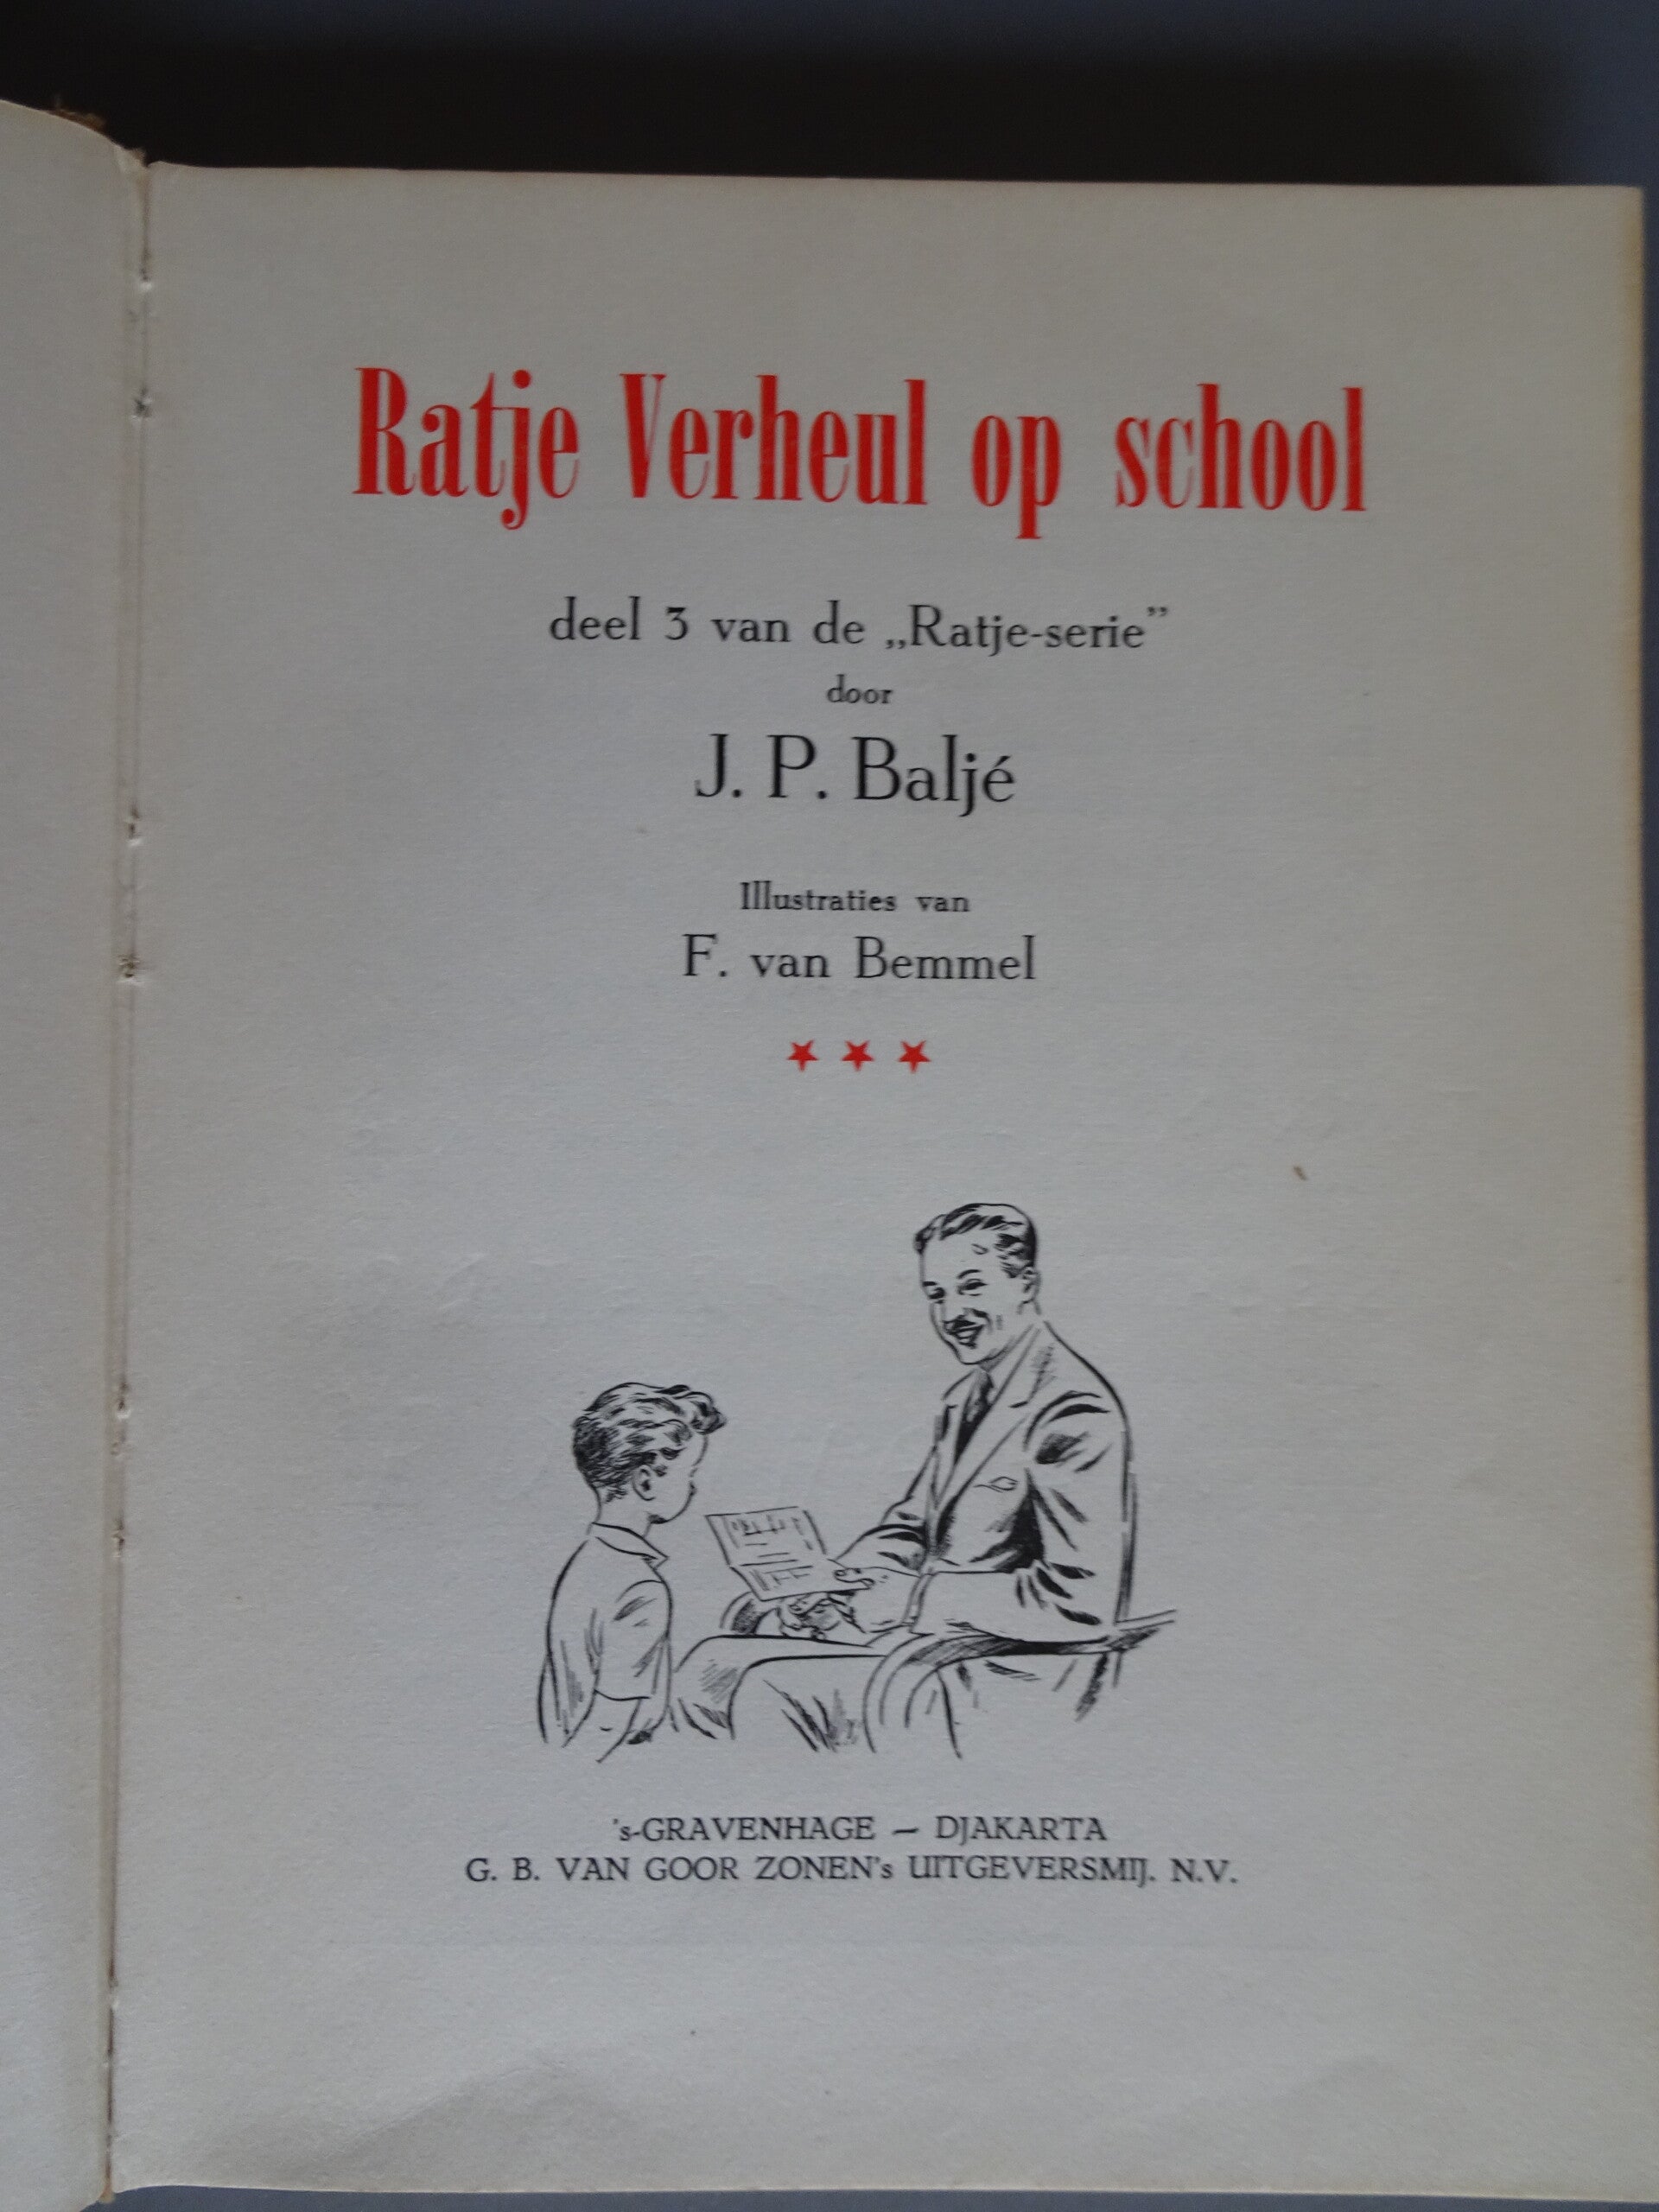 Ratje Verheul op school
deel 3 van de „Ratje-serie”
door
J. P. Baljé
Illustraties van
F. van Bemmel
's-GRAVENHAGE — DJAKARTA
G. B. VAN GOOR ZONEN's UITGEVERSMIJ. N.V.